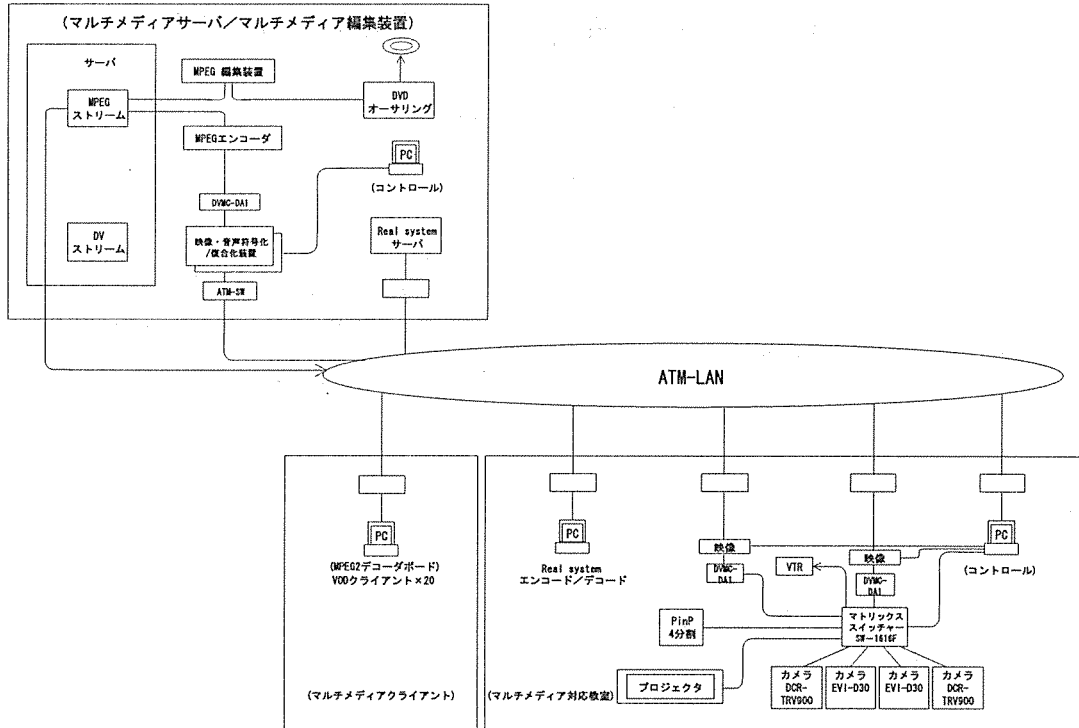 (マルチメディアサーバ/マルチメディア編集装置)
サーバ
MPEG 編集装置
MPEG
ストリーム
DVD
オーサリング
MPEGエンコーダ
PC
(コントロール)
DVMC-DA1
DV
ストリーム
映像・音声符号化
/復合化装置
Real system
サーバ
ATM-SW
ATM-LAN
PC
(MPEG2デコーダボード)
VODクライアント×20
(マルチメディアクライアント)
PC
Real system
エンコード/デコード
映像
DVMC-
DA1
VTR
映像
DVMC-
DA1
PC
(コントロール)
PinP
4分割
マトリックス
スイッチャー
SW-1616F
プロジェクタ
カメラ
DCR-
TRV900
カメラ
EVI-D30
カメラ
EVI-D30
カメラ
DCR-
TRV900
(マルチメディア対応教室)